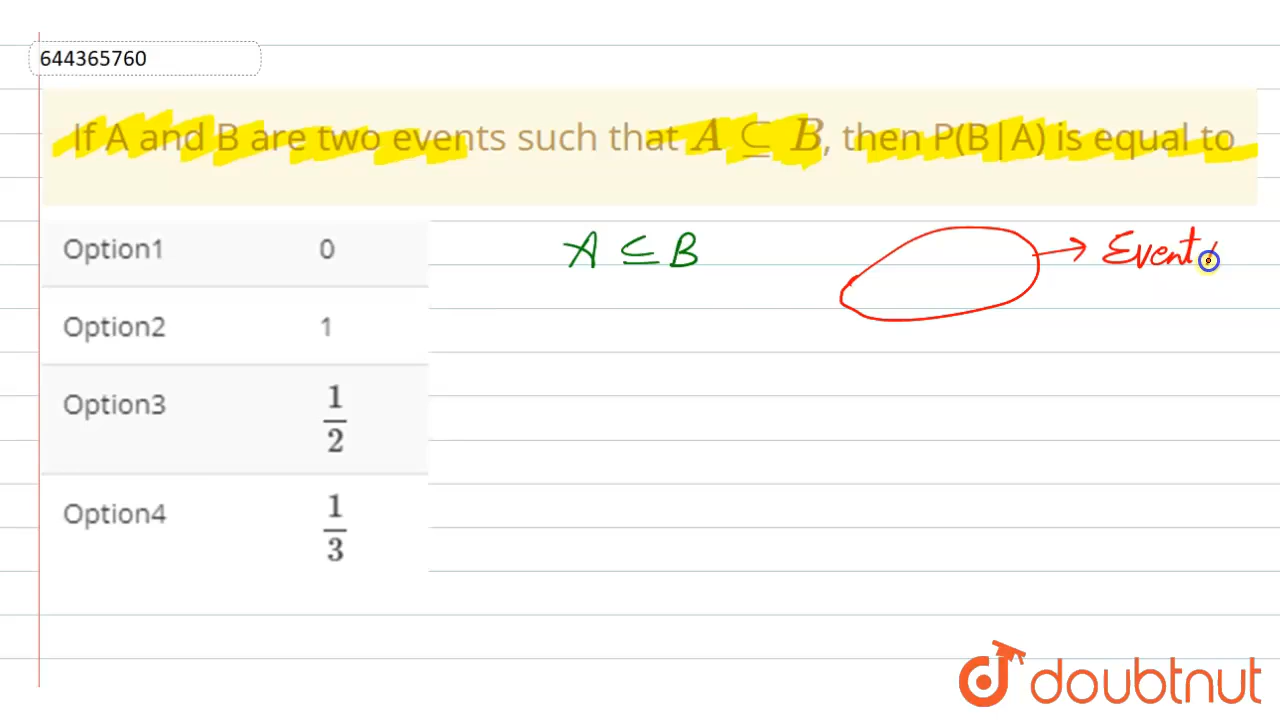 644365760
If A and B are two events such that A ⊆ B, then P(B|A) is equal to
Option1 0
A ⊆ B
→ Event
Option2 1
Option3 1/2
Option4 1/3
doubtnut